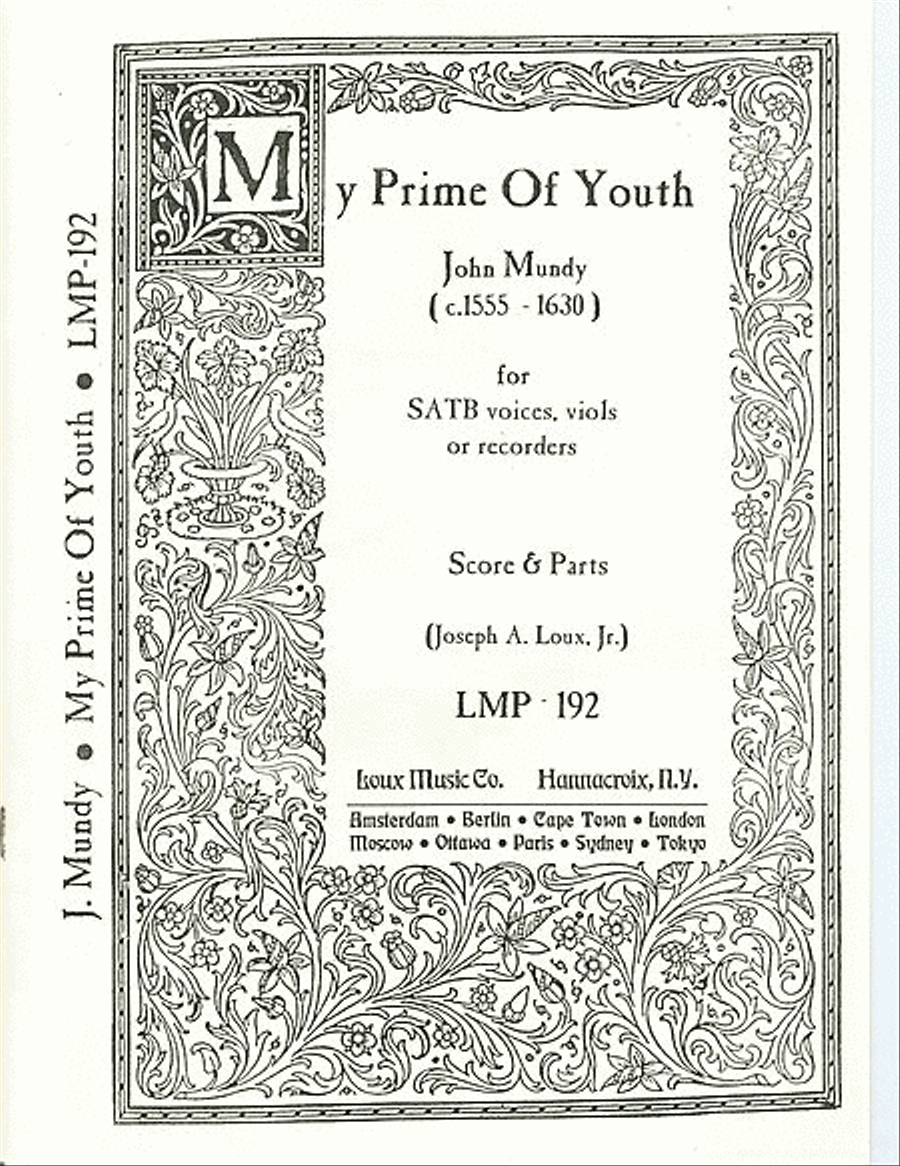 My Prime Of Youth
John Mundy
( c.1555 - 1630 )
for
SATB voices, viols
or recorders
Score & Parts
(Joseph A. Loux, Jr.)
LMP · 192
Loux Music Co. Hannacroix, N.Y.
Amsterdam • Berlin • Cape Town • London
Moscow • Ottawa • Paris • Sydney • Tokyo
J. Mundy • My Prime Of Youth • LMP-192